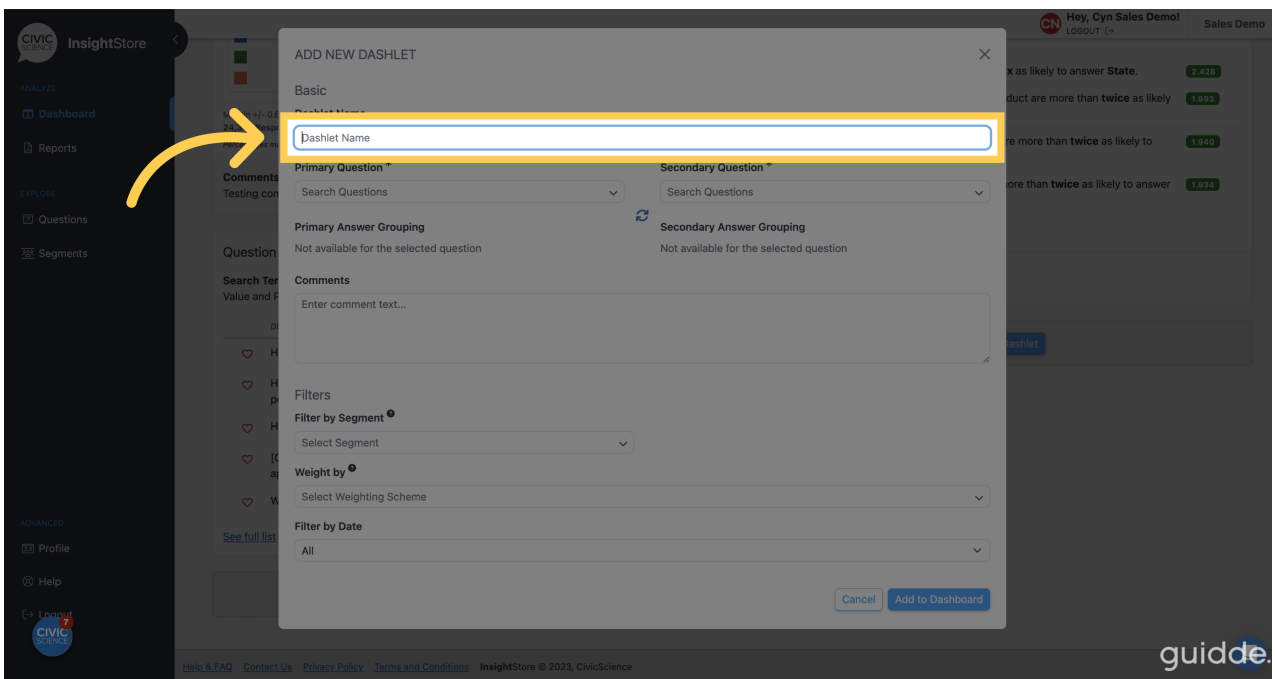 CIVIC
SCIENCE
InsightStore
ANALYZE
Dashboard
Reports
EXPLORE
Questions
Segments
ADVANCED
Profile
Help
Logout
7
CIVIC
SCIENCE
CN
Hey, Cyn Sales Demo!
LOGOUT
Sales Demo
ADD NEW DASHLET
Basic
Dashlet Name
Dashlet Name
Primary Question *
Secondary Question *
Search Questions
Search Questions
Primary Answer Grouping
Secondary Answer Grouping
Not available for the selected question
Not available for the selected question
Comments
Enter comment text...
Filters
Filter by Segment
Select Segment
Weight by
Select Weighting Scheme
Filter by Date
All
Cancel
Add to Dashboard
Comments
Testing
Question
Search
Value and
See full list
as likely to answer State.
2.428
are more than twice as likely
1.993
more than twice as likely to
1.940
than twice as likely to answer
1.934
Help & FAQ Contact Us Privacy Policy Terms and Conditions InsightStore © 2023, CivicScience
guidde.